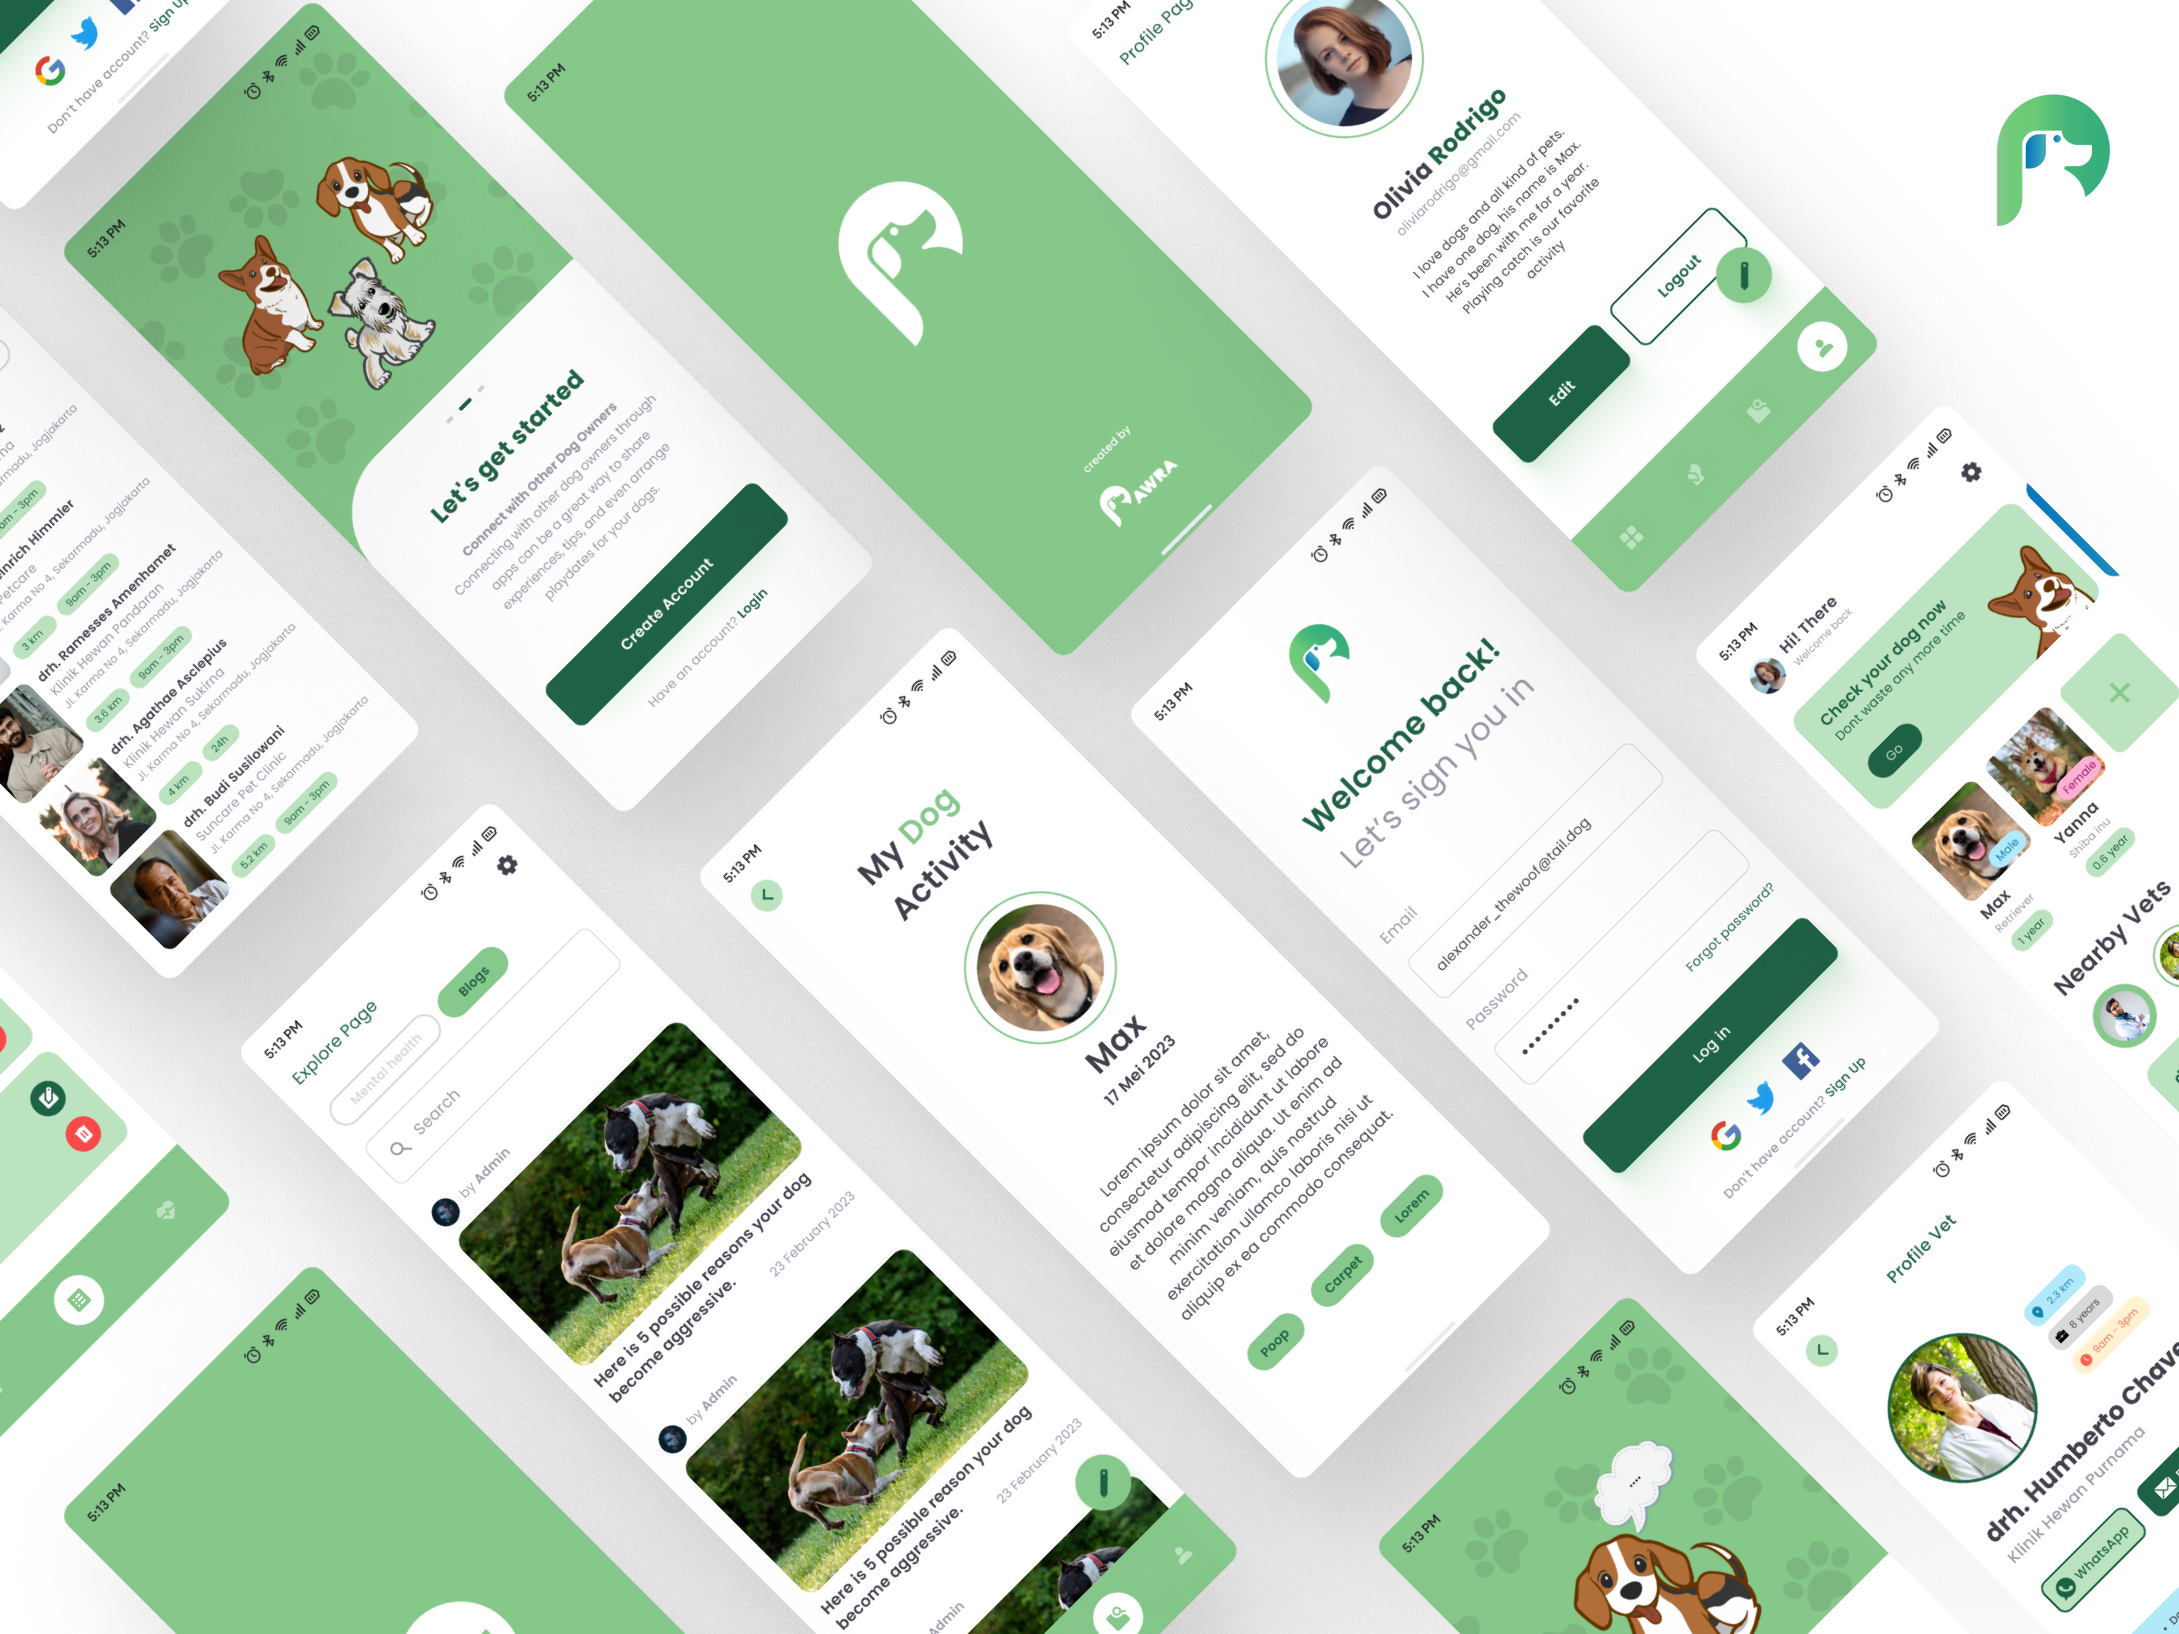 Don't have account? Sign Up
5:13 PM
Let's get started
Connect with Other Dog Owners
Connecting with other dog owners through
apps can be a great way to share
experiences, tips, and even arrange
playdates for your dogs.
Create Account
Have an account? Login
5:13 PM
created by
AWRA
5:13 PM
Profile Pag
Olivia Rodrigo
oliviarodrigo@gmail.com
I love dogs and all kind of pets.
I have one dog, his name is Max.
He's been with me for a year.
Playing catch is our favorite
activity
Edit
Logout
3 km
9am - 3pm
drh. Ramesses Amenhamet
Klinik Hewan Pandaran
Jl. Karma No 4, Sekarmadu, Jogjakarta
3.6 km
9am - 3pm
drh. Agathae Asclepius
Klinik Hewan Sukirna
Jl. Karma No 4, Sekarmadu, Jogjakarta
4 km
24h
drh. Budi Susilowani
Suncare Pet Clinic
Jl. Karma No 4, Sekarmadu, Jogjakarta
5.2 km
9am - 3pm
5:13 PM
Explore Page
Mental health
Blogs
Search
by Admin
Here is 5 possible reasons your dog
become aggressive.
23 February 2023
by Admin
Here is 5 possible reason your dog
become aggressive.
23 February 2023
Admin
5:13 PM
My Dog
Activity
Max
17 Mei 2023
Lorem ipsum dolor sit amet,
consectetur adipiscing elit, sed do
eiusmod tempor incididunt ut labore
et dolore magna aliqua. Ut enim ad
minim veniam, quis nostrud
exercitation ullamco laboris nisi ut
aliquip ex ea commodo consequat.
Poop
Carpet
Lorem
5:13 PM
Welcome back!
Let's sign you in
Email
alexander_thewoof@tail.dog
Password
Forgot password?
Log in
Don't have account? Sign Up
5:13 PM
Hi! There
Welcome back
Check your dog now
Dont waste any more time
Go
Male
Max
Retriever
1 year
Female
Yanna
Shiba inu
0.6 year
Nearby Vets
5:13 PM
Profile Vet
2.3 km
8 years
9am - 3pm
drh. Humberto Chave
Klinik Hewan Purnama
WhatsApp
5:13 PM
5:13 PM